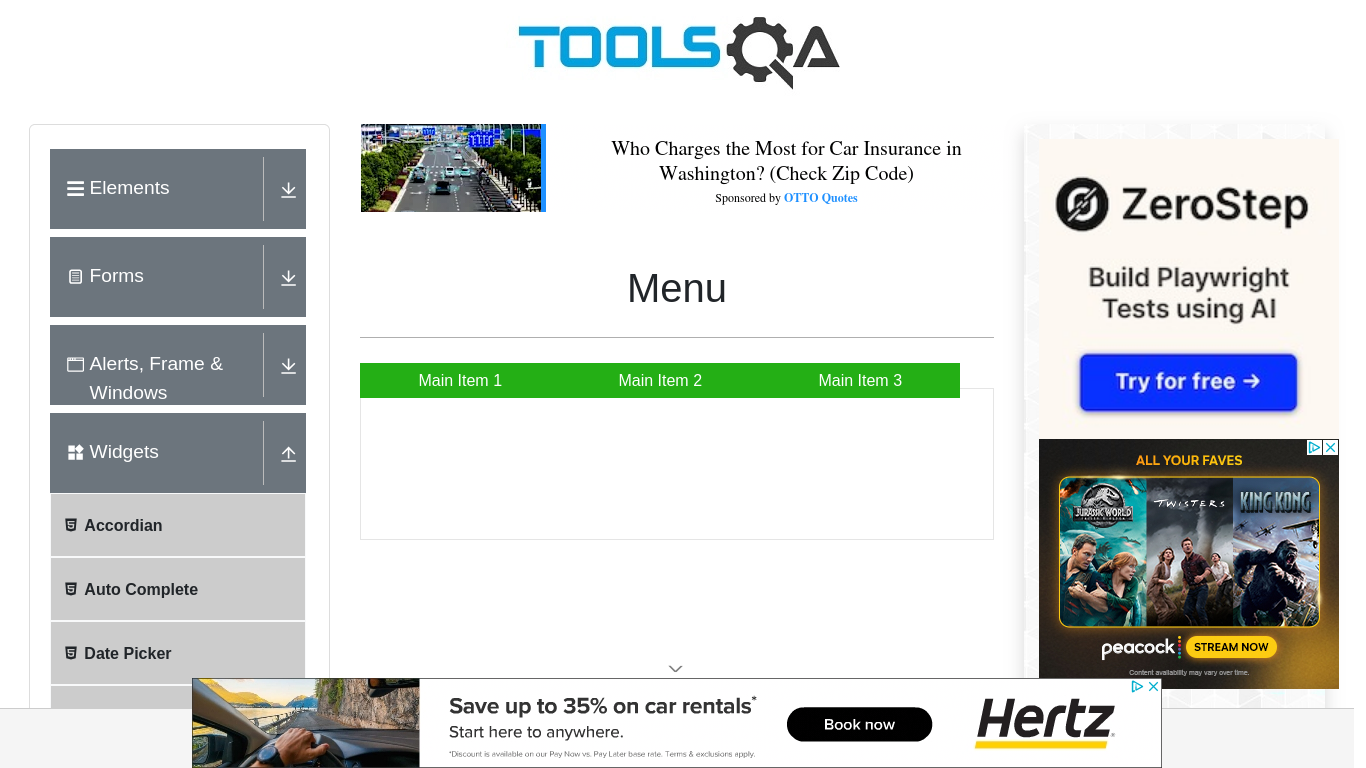 TOOLSQA
Elements
Forms
Alerts, Frame &
Windows
Widgets
Accordian
Auto Complete
Date Picker
Who Charges the Most for Car Insurance in
Washington? (Check Zip Code)
Sponsored by OTTO Quotes
Menu
Main Item 1
Main Item 2
Main Item 3
ZeroStep
Build Playwright
Tests using AI
Try for free →
ALL YOUR FAVES
JURASSIC WORLD
TWISTERS
KING KONG
peacock
STREAM NOW
Content availability may vary over time.
Save up to 35% on car rentals*
Start here to anywhere.
*Discount is available on our Pay Now vs. Pay Later base rate. Terms & exclusions apply.
Book now
Hertz